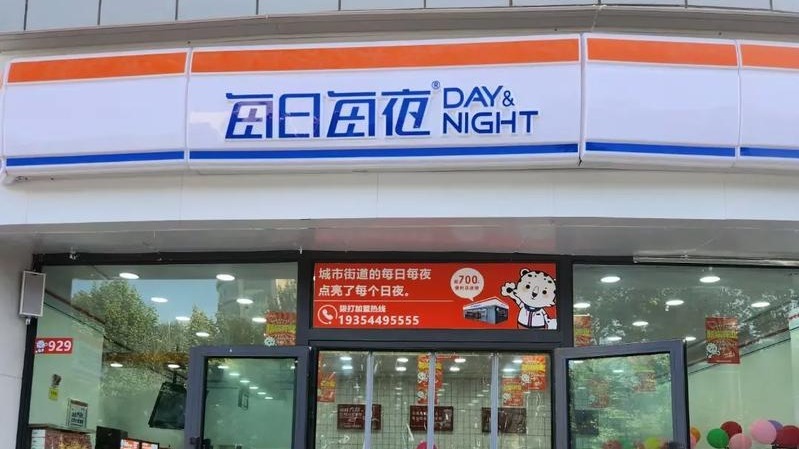 每日每夜® DAY&
NIGHT
城市街道的每日每夜
点亮了每个日夜。
拨打加盟热线
19354495555
700
929